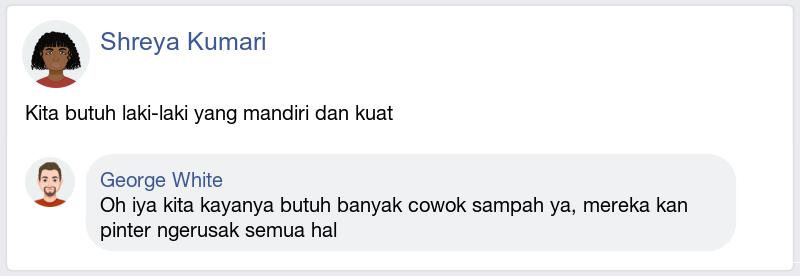 Shreya Kumari
Kita butuh laki-laki yang mandiri dan kuat
George White
Oh iya kita kayanya butuh banyak cowok sampah ya, mereka kan
pinter ngerusak semua hal